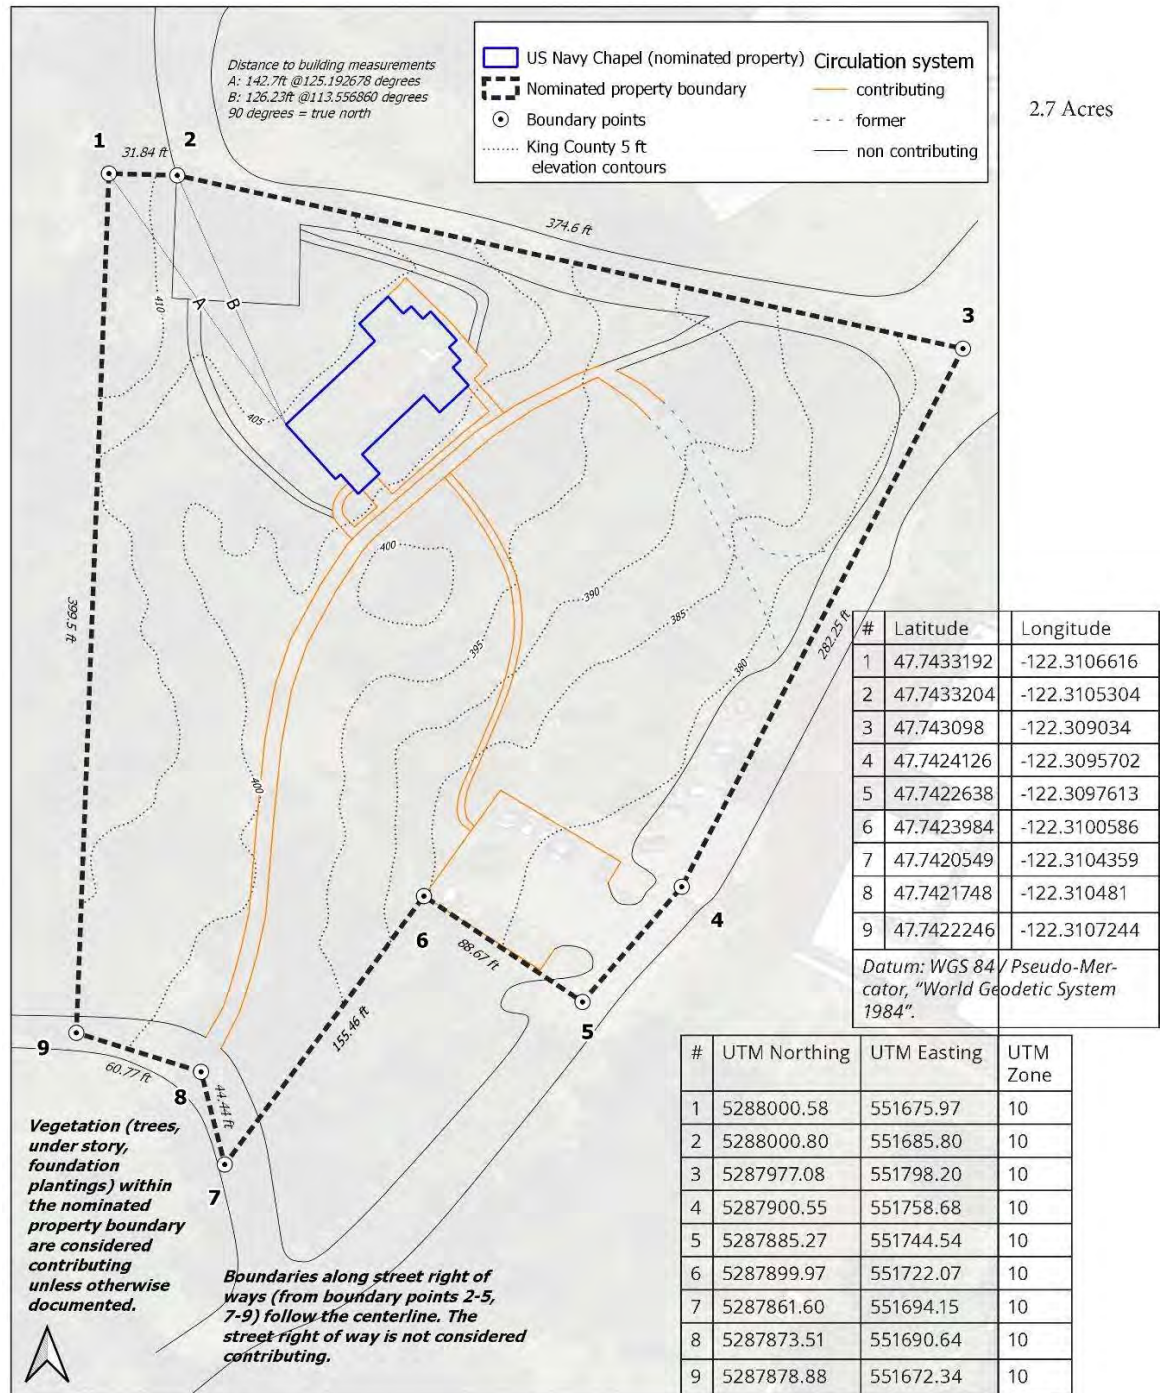 Distance to building measurements
A: 142.7ft @125.192678 degrees
B: 126.23ft @113.556860 degrees
90 degrees = true north
US Navy Chapel (nominated property)
Nominated property boundary
Boundary points
King County 5 ft
elevation contours
Circulation system
contributing
former
non contributing
2.7 Acres
1
2
31.84 ft
374.6 ft
3
410
A
B
405
400
390
395
385
380
399.5 ft
282.25 ft
400
4
6
88.67 ft
5
155.46 ft
9
60.77 ft
8
44.44 ft
7
# Latitude Longitude
1 47.7433192 -122.3106616
2 47.7433204 -122.3105304
3 47.743098 -122.309034
4 47.7424126 -122.3095702
5 47.7422638 -122.3097613
6 47.7423984 -122.3100586
7 47.7420549 -122.3104359
8 47.7421748 -122.310481
9 47.7422246 -122.3107244
Datum: WGS 84 / Pseudo-Mer-
cator, “World Geodetic System
1984”.
# UTM Northing UTM Easting UTM
Zone
1 5288000.58 551675.97 10
2 5288000.80 551685.80 10
3 5287977.08 551798.20 10
4 5287900.55 551758.68 10
5 5287885.27 551744.54 10
6 5287899.97 551722.07 10
7 5287861.60 551694.15 10
8 5287873.51 551690.64 10
9 5287878.88 551672.34 10
Vegetation (trees,
under story,
foundation
plantings) within
the nominated
property boundary
are considered
contributing
unless otherwise
documented.
Boundaries along street right of
ways (from boundary points 2-5,
7-9) follow the centerline. The
street right of way is not considered
contributing.